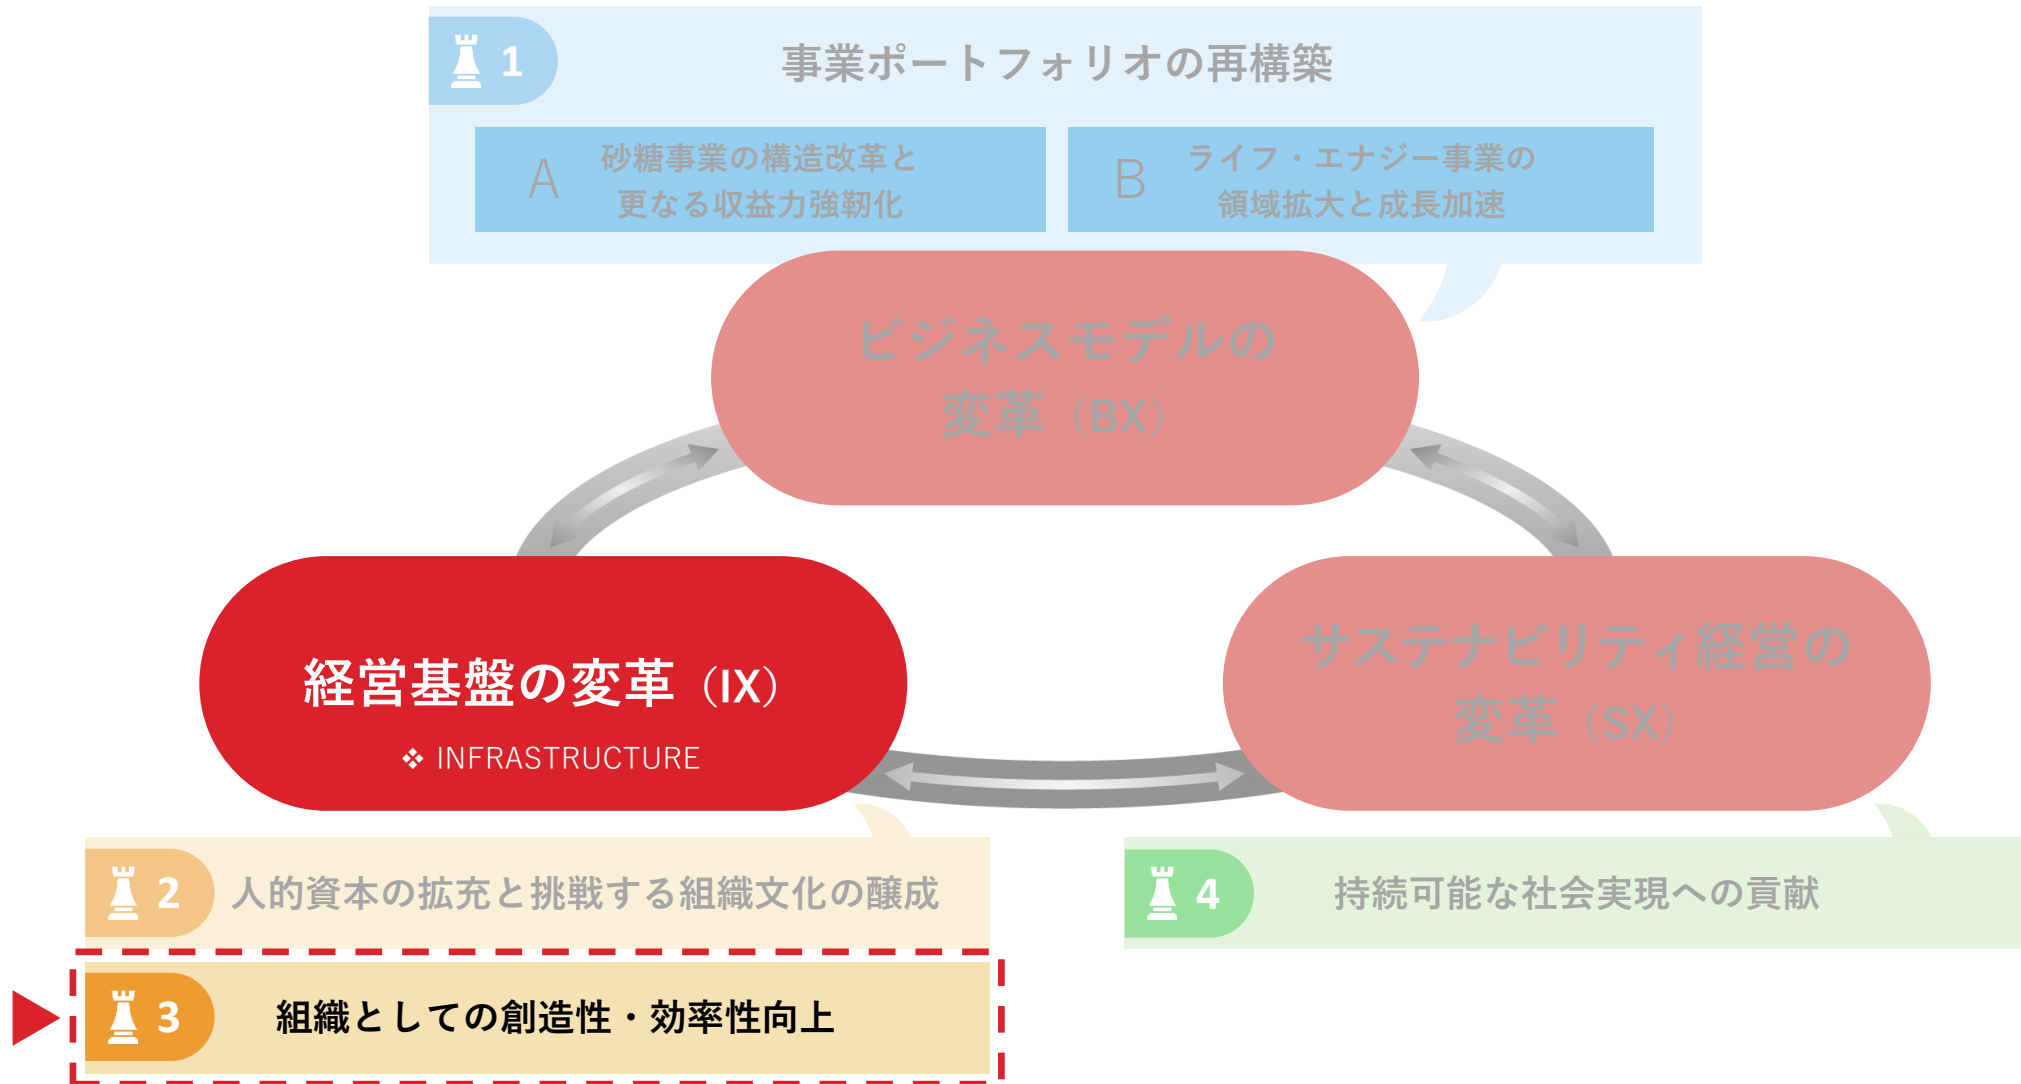 1
事業ポートフォリオの再構築
A
砂糖事業の構造改革と
更なる収益力強靭化
B
ライフ・エナジー事業の
領域拡大と成長加速
ビジネスモデルの
変革（BX）
経営基盤の変革（IX）
❖ INFRASTRUCTURE
サステナビリティ経営の
変革（SX）
2
人的資本の拡充と挑戦する組織文化の醸成
3
組織としての創造性・効率性向上
4
持続可能な社会実現への貢献